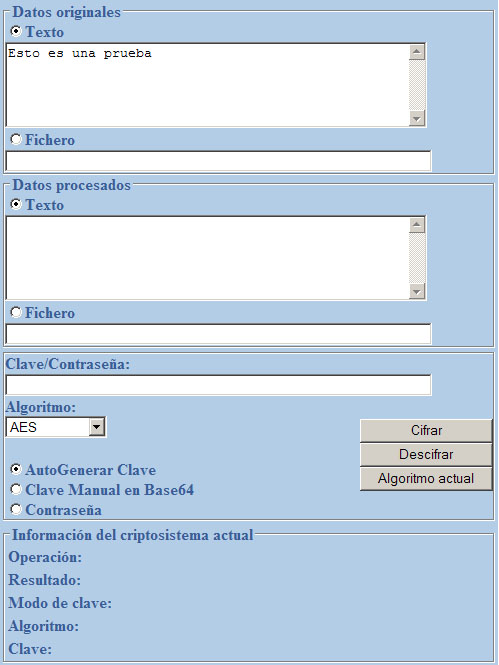 Datos originales
Texto
Esto es una prueba
Fichero
Datos procesados
Texto
Fichero
Clave/Contraseña:
Algoritmo:
AES
Cifrar
Descifrar
Algoritmo actual
AutoGenerar Clave
Clave Manual en Base64
Contraseña
Información del criptosistema actual
Operación:
Resultado:
Modo de clave:
Algoritmo:
Clave: